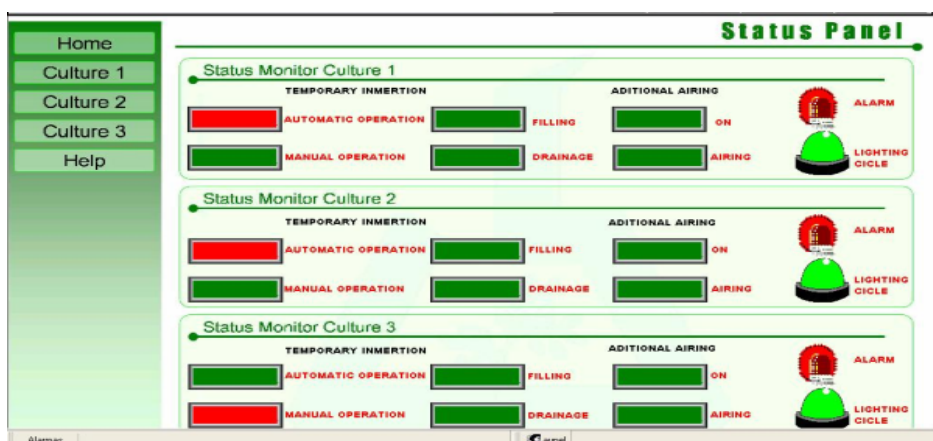 Status Panel
Home
Culture 1
Culture 2
Culture 3
Help
Status Monitor Culture 1
TEMPORARY INMERTION
ADITIONAL AIRING
AUTOMATIC OPERATION
FILLING
ON
ALARM
MANUAL OPERATION
DRAINAGE
AIRING
LIGHTING
CICLE
Status Monitor Culture 2
TEMPORARY INMERTION
ADITIONAL AIRING
AUTOMATIC OPERATION
FILLING
ON
ALARM
MANUAL OPERATION
DRAINAGE
AIRING
LIGHTING
CICLE
Status Monitor Culture 3
TEMPORARY INMERTION
ADITIONAL AIRING
AUTOMATIC OPERATION
FILLING
ON
ALARM
MANUAL OPERATION
DRAINAGE
AIRING
LIGHTING
CICLE
Alarmas